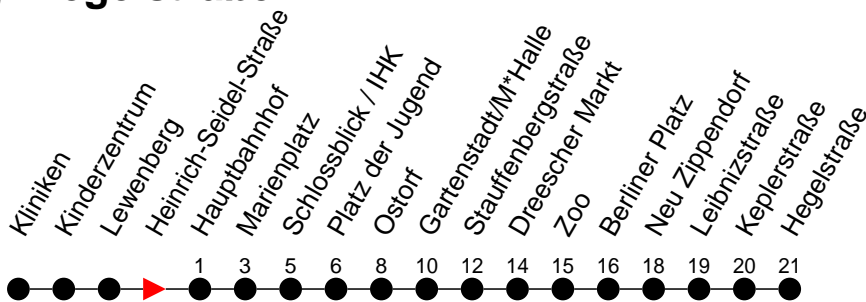 Kliniken
Kinderzentrum
Lewenberg
Heinrich-Seidel-Straße
Hauptbahnhof
Marienplatz
Schlossblick / IHK
Platz der Jugend
Ostorf
Gartenstadt/M*Halle
Stauffenbergstraße
Dreescher Markt
Zoo
Berliner Platz
Neu Zippendorf
Leibnizstraße
Keplerstraße
Hegelstraße
1 3 5 6 8 10 12 14 15 16 18 19 20 21